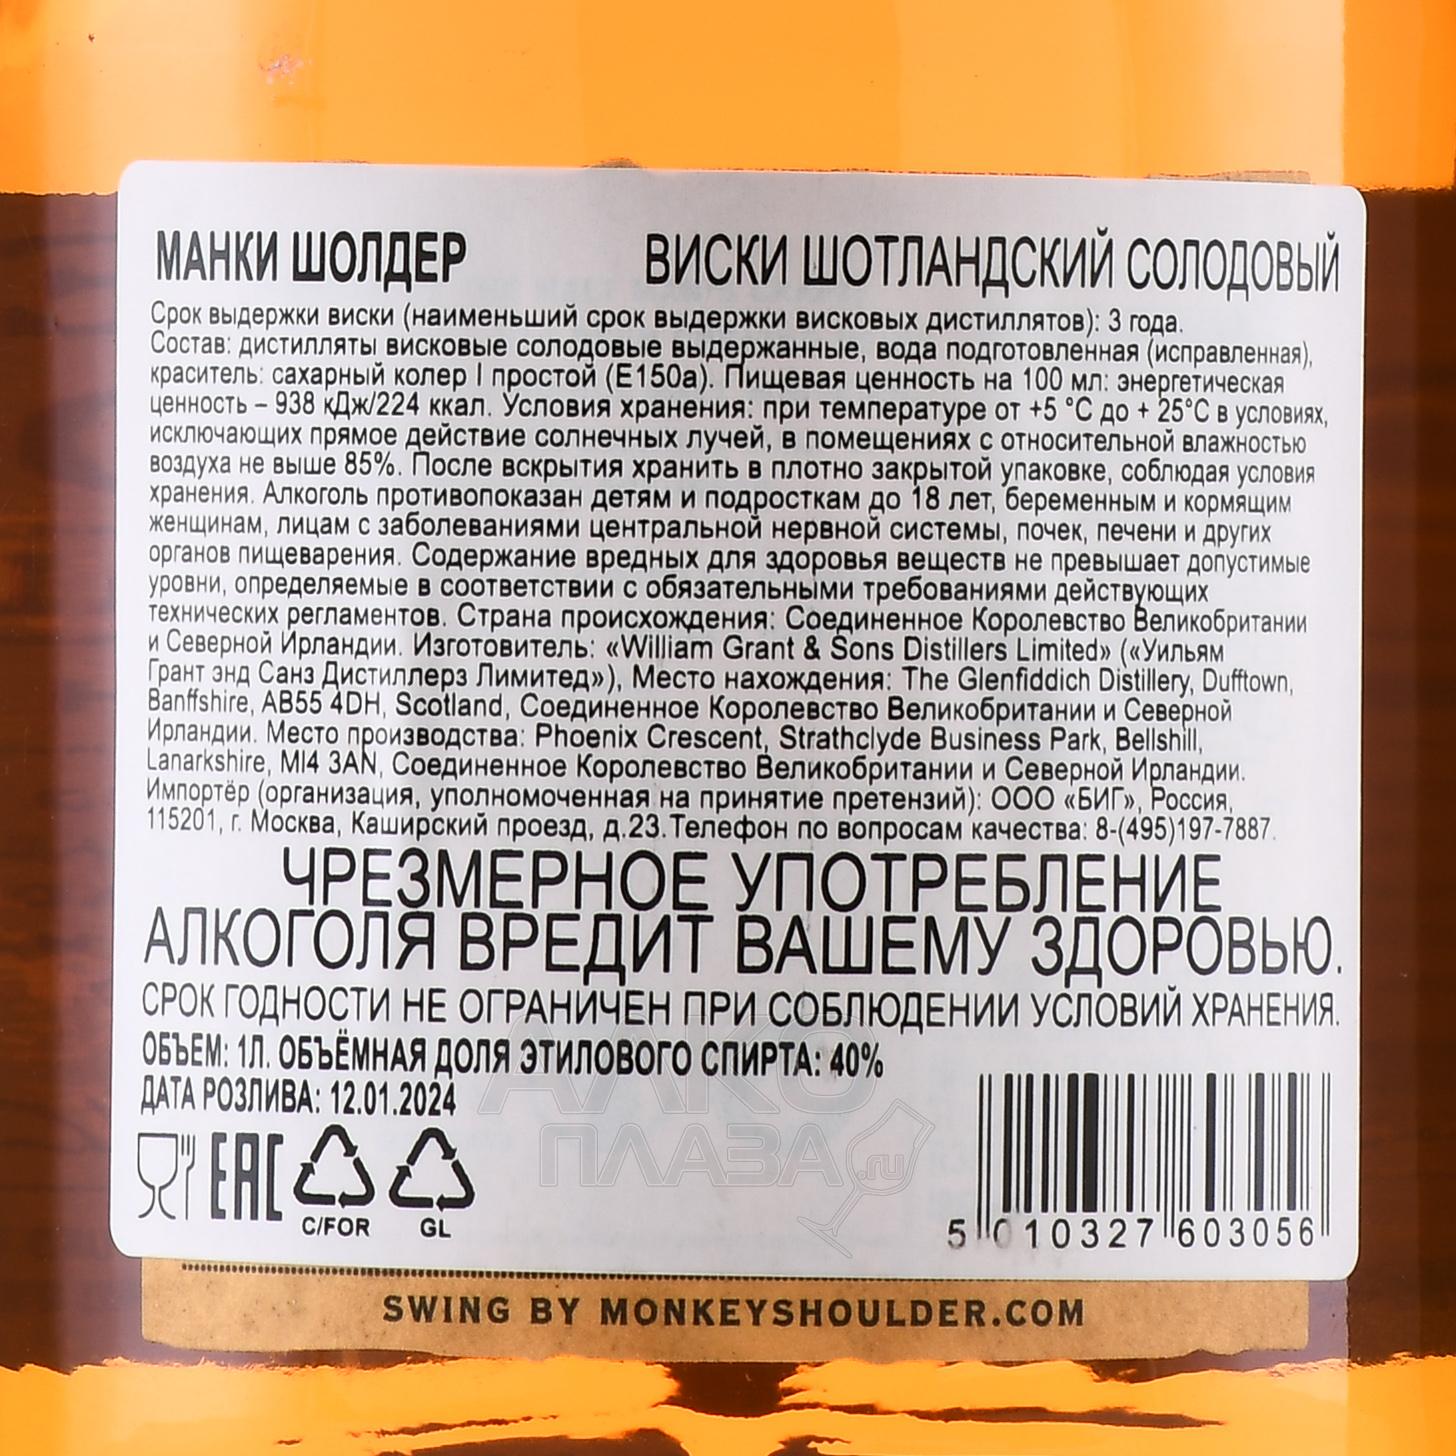 МАНКИ ШОЛДЕР ВИСКИ ШОТЛАНДСКИЙ СОЛОДОВЫЙ
Срок выдержки виски (наименьший срок выдержки висковых дистиллятов): 3 года.
Состав: дистилляты висковые солодовые выдержанные, вода подготовленная (исправленная),
краситель: сахарный колер I простой (E150a). Пищевая ценность на 100 мл: энергетическая
ценность – 938 кДж/224 ккал. Условия хранения: при температуре от +5 °C до + 25°C в условиях,
исключающих прямое действие солнечных лучей, в помещениях с относительной влажностью
воздуха не выше 85%. После вскрытия хранить в плотно закрытой упаковке, соблюдая условия
хранения. Алкоголь противопоказан детям и подросткам до 18 лет, беременным и кормящим
женщинам, лицам с заболеваниями центральной нервной системы, почек, печени и других
органов пищеварения. Содержание вредных для здоровья веществ не превышает допустимые
уровни, определяемые в соответствии с обязательными требованиями действующих
технических регламентов. Страна происхождения: Соединенное Королевство Великобритании
и Северной Ирландии. Изготовитель: «William Grant & Sons Distillers Limited» («Уильям
Грант энд Санз Дистиллерз Лимитед»), Место нахождения: The Glenfiddich Distillery, Dufftown,
Banffshire, AB55 4DH, Scotland, Соединенное Королевство Великобритании и Северной
Ирландии. Место производства: Phoenix Crescent, Strathclyde Business Park, Bellshill,
Lanarkshire, MI4 3AN, Соединенное Королевство Великобритании и Северной Ирландии.
Импортёр (организация, уполномоченная на принятие претензий): ООО «БИГ», Россия,
115201, г. Москва, Каширский проезд, д.23.Телефон по вопросам качества: 8-(495)197-7887.
ЧРЕЗМЕРНОЕ УПОТРЕБЛЕНИЕ
АЛКОГОЛЯ ВРЕДИТ ВАШЕМУ ЗДОРОВЬЮ.
СРОК ГОДНОСТИ НЕ ОГРАНИЧЕН ПРИ СОБЛЮДЕНИИ УСЛОВИЙ ХРАНЕНИЯ.
ОБЪЕМ: 1Л. ОБЪЁМНАЯ ДОЛЯ ЭТИЛОВОГО СПИРТА: 40%
ДАТА РОЗЛИВА: 12.01.2024
АЛКО
ПЛАЗА.ru
EAC
C/FOR GL
5 010327 603056
SWING BY MONKEYSHOULDER.COM